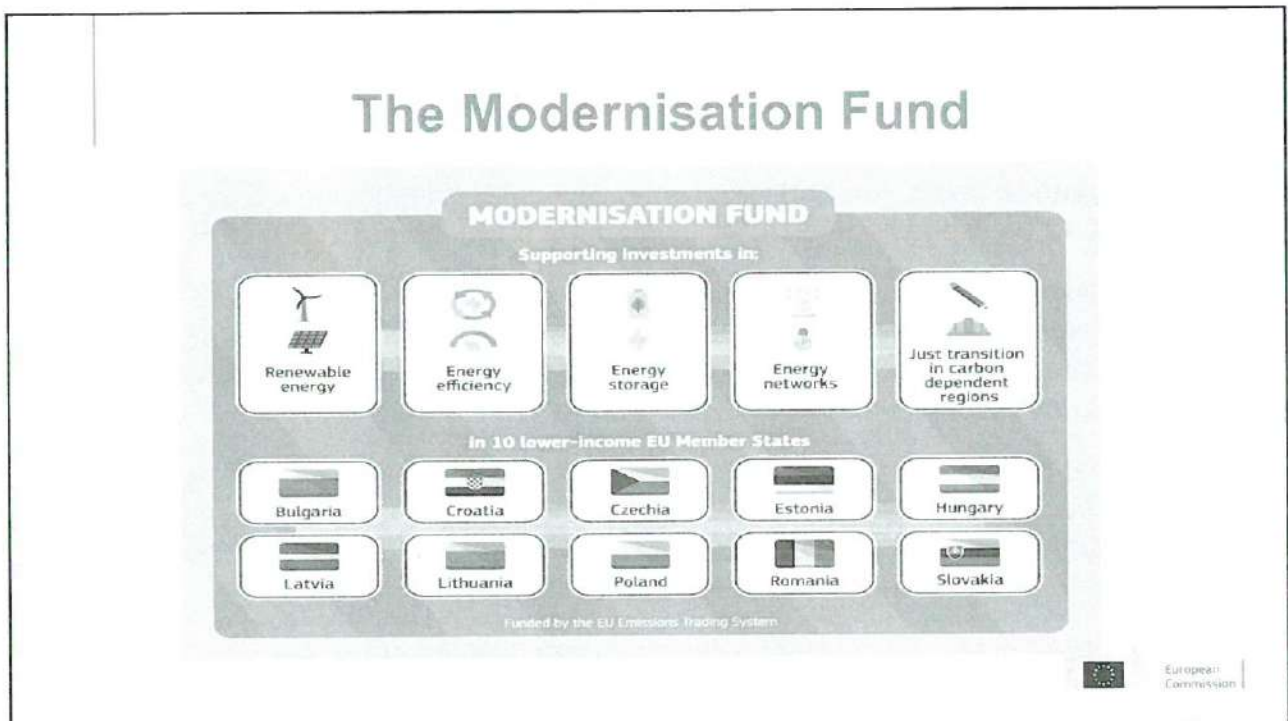 The Modernisation Fund
MODERNISATION FUND
Supporting investments in:
Renewable
energy
Energy
efficiency
Energy
storage
Energy
networks
Just transition
in carbon
dependent
regions
In 10 lower-income EU Member States
Bulgaria
Croatia
Czechia
Estonia
Hungary
Latvia
Lithuania
Poland
Romania
Slovakia
Funded by the EU Emissions Trading System
European
Commission